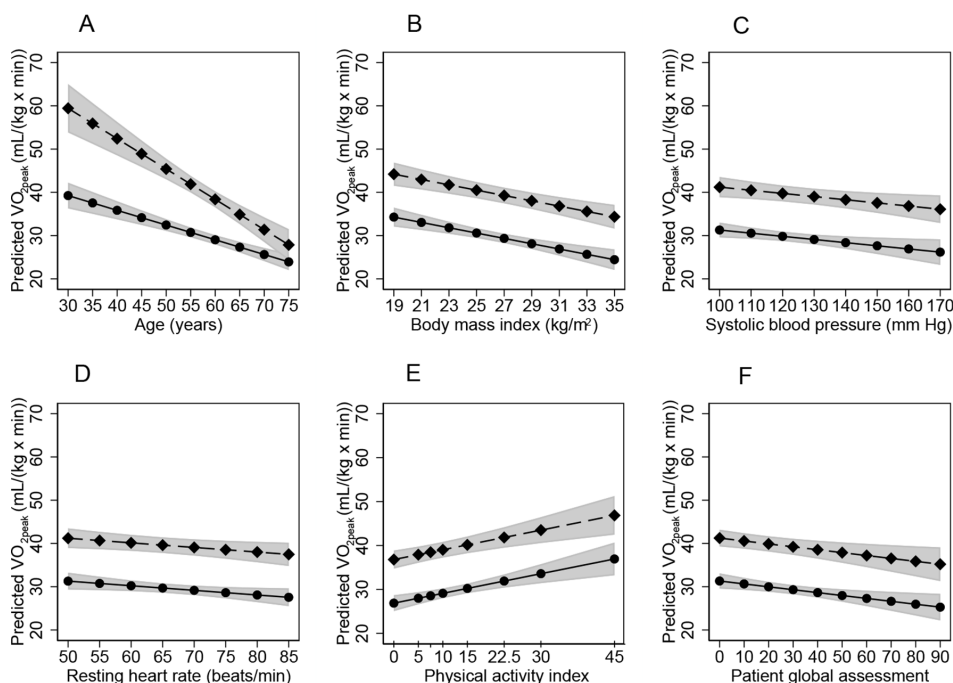 A
B
C
Predicted VO2peak (mL/(kg x min))
70
60
50
40
30
20
30 35 40 45 50 55 60 65 70 75
Age (years)
Predicted VO2peak (mL/(kg x min))
70
60
50
40
30
20
19 21 23 25 27 29 31 33 35
Body mass index (kg/m²)
Predicted VO2peak (mL/(kg x min))
70
60
50
40
30
20
100 110 120 130 140 150 160 170
Systolic blood pressure (mm Hg)
D
E
F
Predicted VO2peak (mL/(kg x min))
70
60
50
40
30
20
50 55 60 65 70 75 80 85
Resting heart rate (beats/min)
Predicted VO2peak (mL/(kg x min))
70
60
50
40
30
20
0 5 10 15 22.5 30 45
Physical activity index
Predicted VO2peak (mL/(kg x min))
70
60
50
40
30
20
0 10 20 30 40 50 60 70 80 90
Patient global assessment